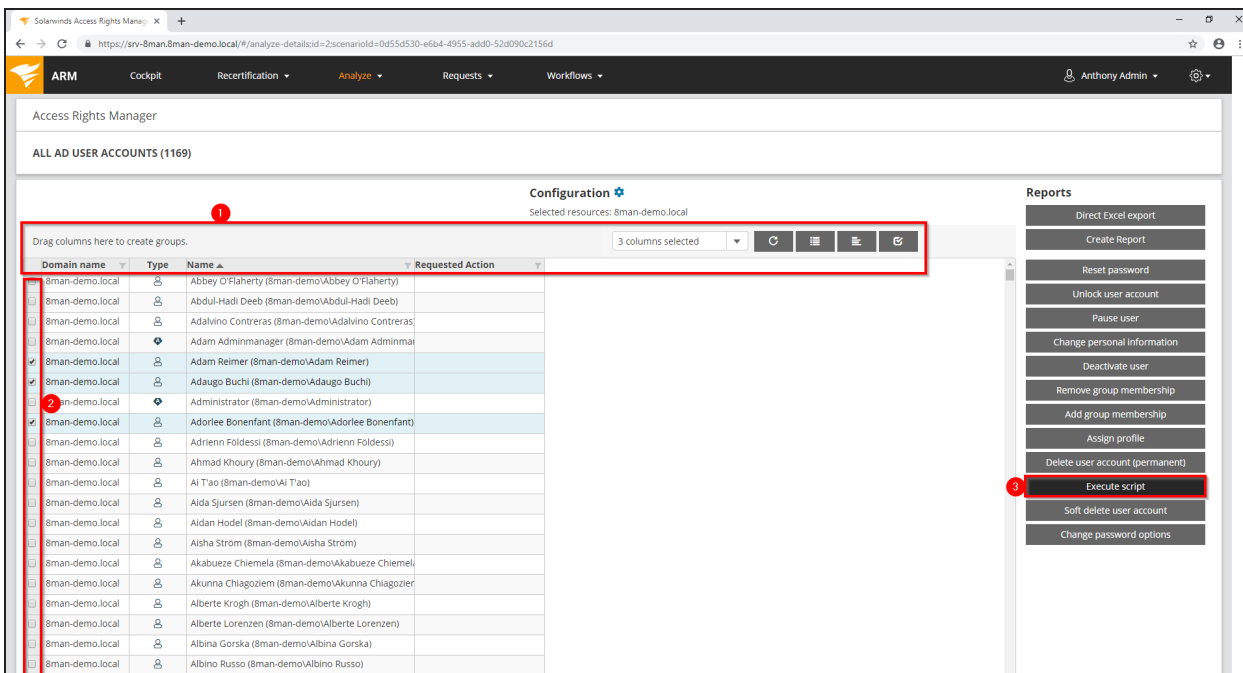 Solarwinds Access Rights Manag
https://srv-8man.8man-demo.local/#/analyze-details;id=2;scenarioId=0d55d530-e6b4-4955-add0-52d090c2156d
ARM Cockpit Recertification Analyze Requests Workflows Anthony Admin
Access Rights Manager
ALL AD USER ACCOUNTS (1169)
Configuration
Selected resources: 8man-demo.local
1
Drag columns here to create groups.
3 columns selected
Domain name Type Name Requested Action
8man-demo.local Abbey O'Flaherty (8man-demo\Abbey O'Flaherty)
8man-demo.local Abdul-Hadi Deeb (8man-demo\Abdul-Hadi Deeb)
8man-demo.local Adalvino Contreras (8man-demo\Adalvino Contreras)
8man-demo.local Adam Adminmanager (8man-demo\Adam Adminmar
8man-demo.local Adam Reimer (8man-demo\Adam Reimer)
8man-demo.local Adaugo Buchi (8man-demo\Adaugo Buchi)
2 an-demo.local Administrator (8man-demo\Administrator)
8man-demo.local Adorlee Bonenfant (8man-demo\Adorlee Bonenfant)
8man-demo.local Adrienn Földessi (8man-demo\Adrienn Földessi)
8man-demo.local Ahmad Khoury (8man-demo\Ahmad Khoury)
8man-demo.local Ai T'ao (8man-demo\Ai T'ao)
8man-demo.local Aida Sjursen (8man-demo\Aida Sjursen)
8man-demo.local Aidan Hodel (8man-demo\Aidan Hodel)
8man-demo.local Aisha Ström (8man-demo\Aisha Ström)
8man-demo.local Akabueze Chiemela (8man-demo\Akabueze Chiemela
8man-demo.local Akunna Chiagoziem (8man-demo\Akunna Chiagozier
8man-demo.local Alberte Krogh (8man-demo\Alberte Krogh)
8man-demo.local Alberte Lorenzen (8man-demo\Alberte Lorenzen)
8man-demo.local Albina Gorska (8man-demo\Albina Gorska)
8man-demo.local Albino Russo (8man-demo\Albino Russo)
Reports
Direct Excel export
Create Report
Reset password
Unlock user account
Pause user
Change personal information
Deactivate user
Remove group membership
Add group membership
Assign profile
Delete user account (permanent)
3 Execute script
Soft delete user account
Change password options